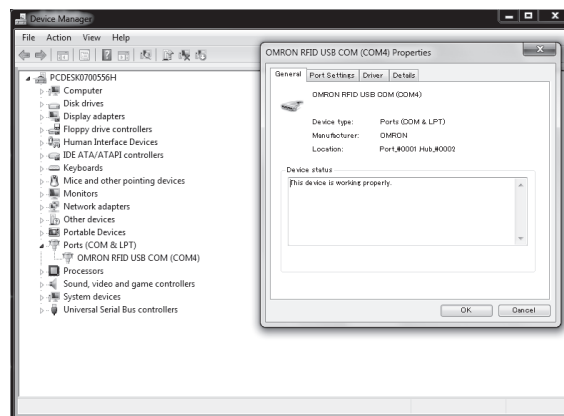 Device Manager
File Action View Help
PCDESK0700556H
Computer
Disk drives
Display adapters
Floppy drive controllers
Human Interface Devices
IDE ATA/ATAPI controllers
Keyboards
Mice and other pointing devices
Monitors
Network adapters
Other devices
Portable Devices
Ports (COM & LPT)
OMRON RFID USB COM (COM4)
Processors
Sound, video and game controllers
System devices
Universal Serial Bus controllers
OMRON RFID USB COM (COM4) Properties
General Port Settings Driver Details
OMRON RFID USB COM (COM4)
Device type: Ports (COM & LPT)
Manufacturer: OMRON
Location: Port_#0001.Hub_#0002
Device status
This device is working properly.
OK Cancel